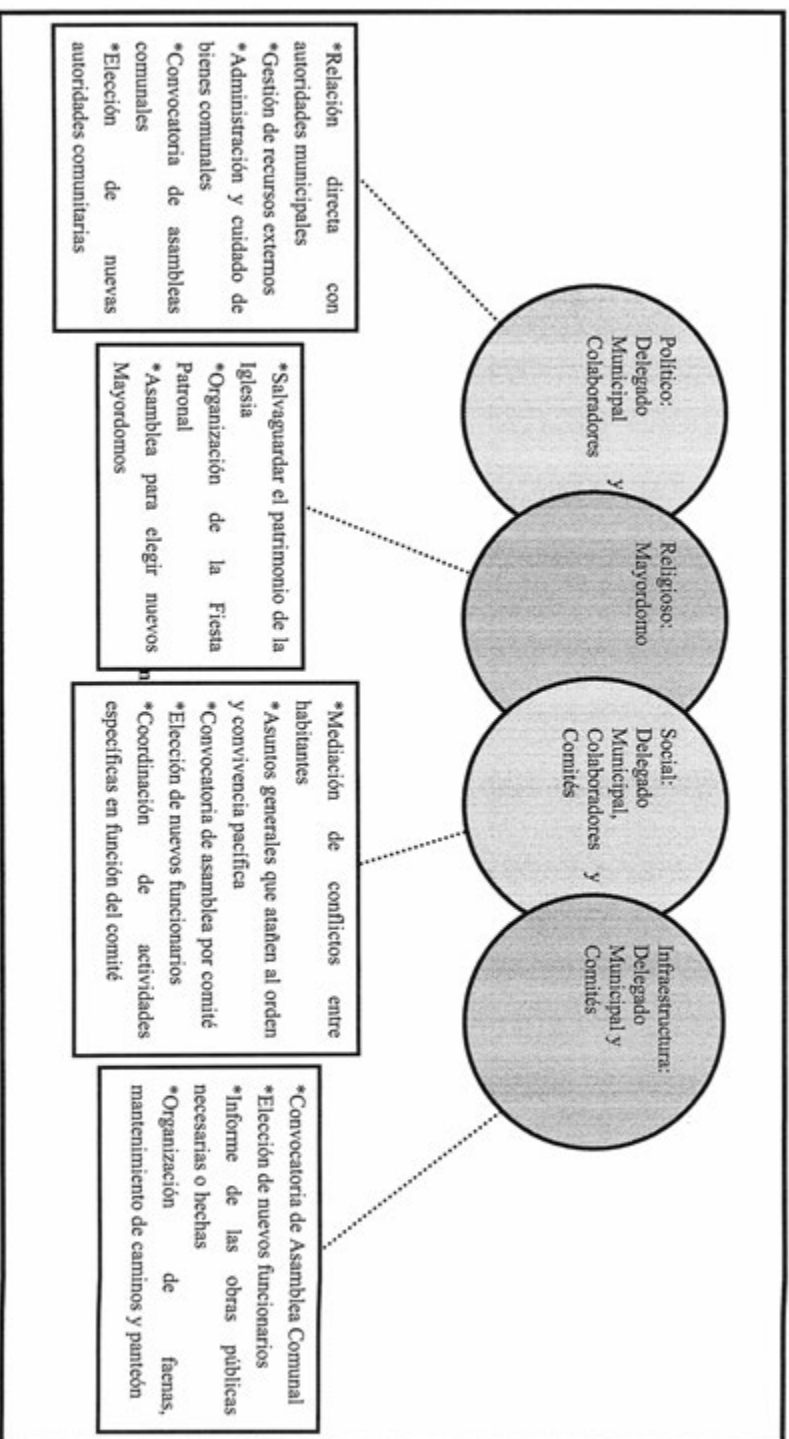 Político:
Delegado
Municipal y
Colaboradores
Religioso:
Mayordomo
Social:
Delegado
Municipal,
Colaboradores y
Comités
Infraestructura:
Delegado
Municipal y
Comités
*Relación directa con
autoridades municipales
*Gestión de recursos externos
*Administración y cuidado de
bienes comunales
*Convocatoria de asambleas
comunales
*Elección de nuevas
autoridades comunitarias
*Salvaguardar el patrimonio de la
Iglesia
*Organización de la Fiesta
Patronal
*Asamblea para elegir nuevos
Mayordomos
n
*Mediación de conflictos entre
habitantes
*Asuntos generales que atañen al orden
y convivencia pacífica
*Convocatoria de asamblea por comité
*Elección de nuevos funcionarios
*Coordinación de actividades
específicas en función del comité
*Convocatoria de Asamblea Comunal
*Elección de nuevos funcionarios
*Informe de las obras públicas
necesarias o hechas
*Organización de faenas,
mantenimiento de caminos y panteón